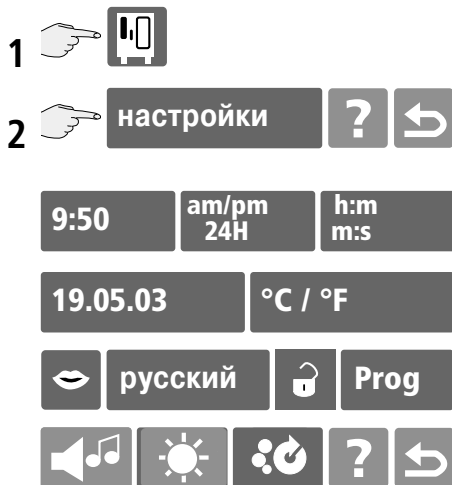 1
2 настройки ?
9:50 am/pm 24H h:m m:s
19.05.03 °C / °F
русский Prog
?